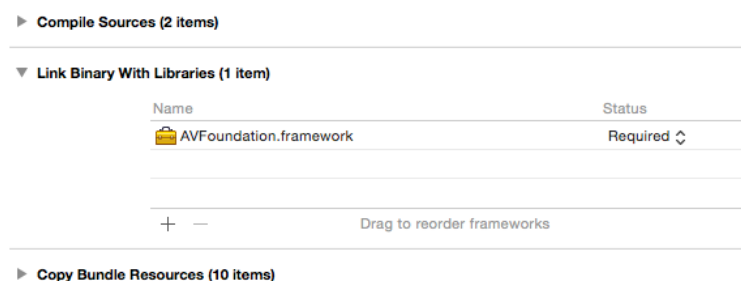 Compile Sources (2 items)
Link Binary With Libraries (1 item)
Name Status
AVFoundation.framework Required
Drag to reorder frameworks
Copy Bundle Resources (10 items)